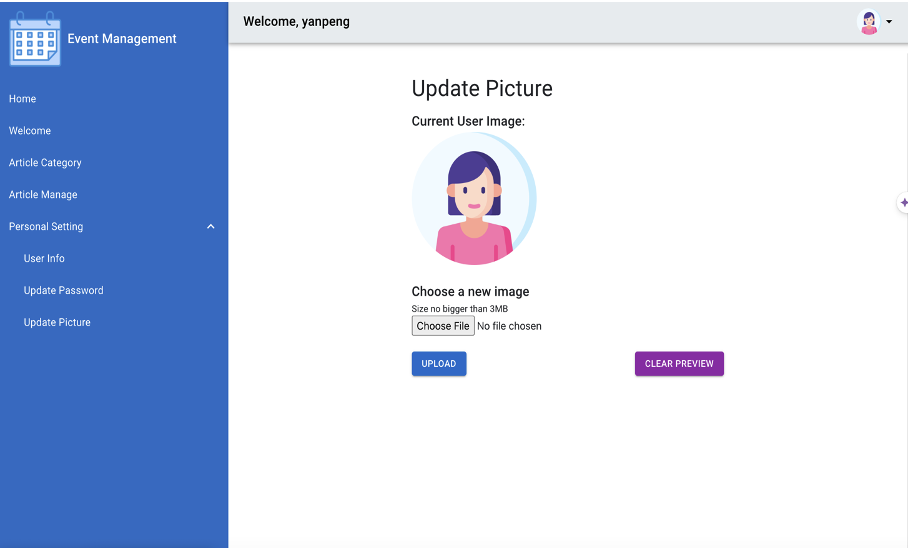 Event Management
Home
Welcome
Article Category
Article Manage
Personal Setting
User Info
Update Password
Update Picture
Welcome, yanpeng
Update Picture
Current User Image:
Choose a new image
Size no bigger than 3MB
Choose File No file chosen
UPLOAD
CLEAR PREVIEW